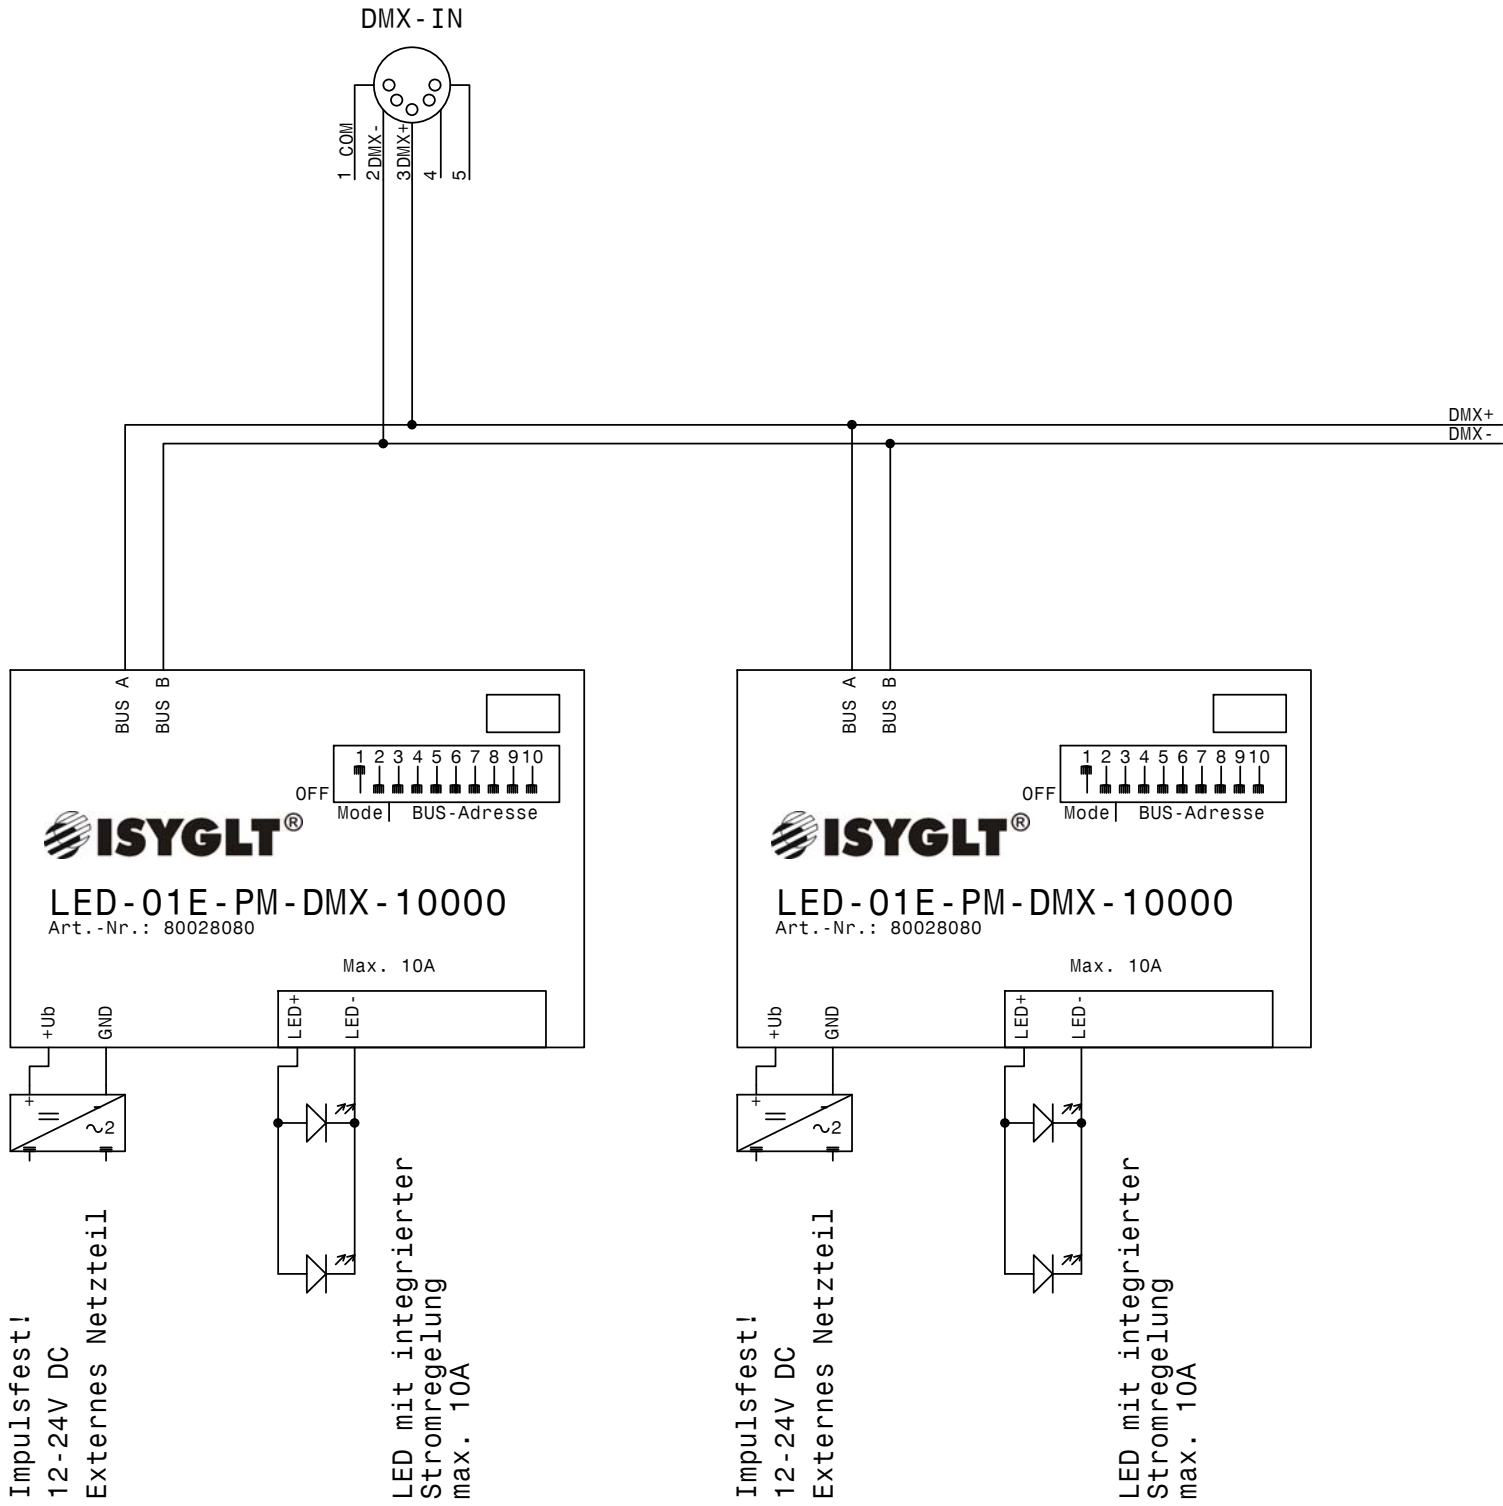 DMX-IN
1 COM
2DMX-
3DMX+
4
5
DMX+
DMX-
BUS A
BUS B
1 2 3 4 5 6 7 8 9 10
OFF
Mode BUS-Adresse
ISYGLT®
LED-01E-PM-DMX-10000
Art.-Nr.: 80028080
Max. 10A
+Ub
GND
LED+
LED-
+
-
=
~2
Impulsfest!
12-24V DC
Externes Netzteil
LED mit integrierter
Stromregelung
max. 10A
BUS A
BUS B
1 2 3 4 5 6 7 8 9 10
OFF
Mode BUS-Adresse
ISYGLT®
LED-01E-PM-DMX-10000
Art.-Nr.: 80028080
Max. 10A
+Ub
GND
LED+
LED-
+
-
=
~2
Impulsfest!
12-24V DC
Externes Netzteil
LED mit integrierter
Stromregelung
max. 10A